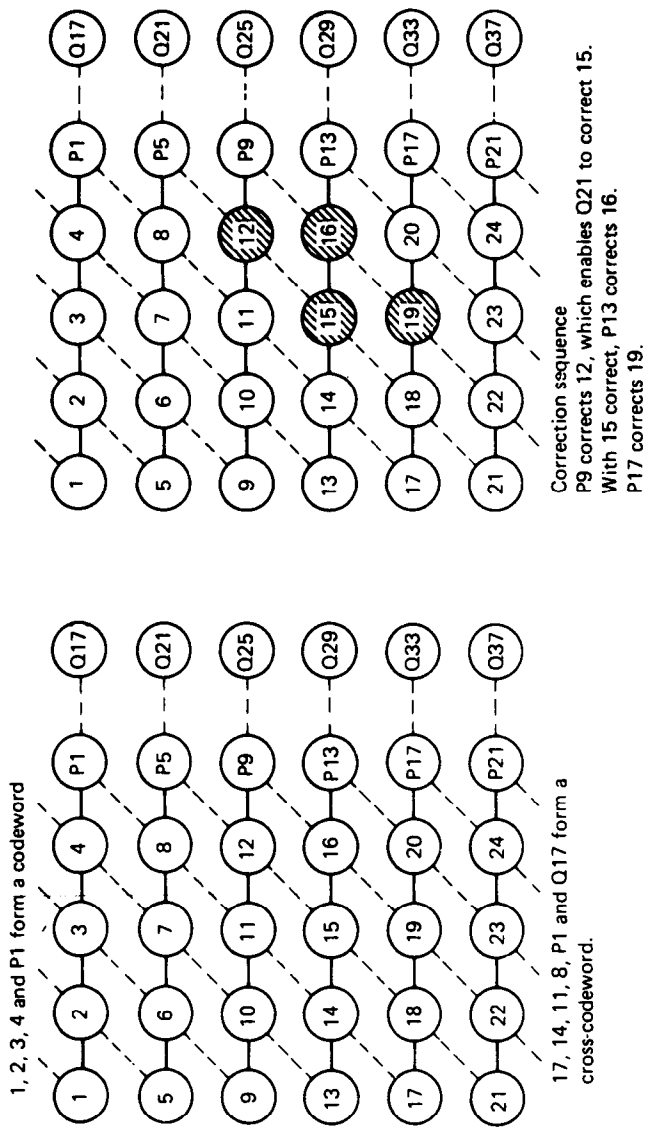 1, 2, 3, 4 and P1 form a codeword
1 2 3 4 P1 Q17
5 6 7 8 P5 Q21
9 10 11 12 P9 Q25
13 14 15 16 P13 Q29
17 18 19 20 P17 Q33
21 22 23 24 P21 Q37
17, 14, 11, 8, P1 and Q17 form a
cross-codeword.
1 2 3 4 P1 Q17
5 6 7 8 P5 Q21
9 10 11 12 P9 Q25
13 14 15 16 P13 Q29
17 18 19 20 P17 Q33
21 22 23 24 P21 Q37
Correction sequence
P9 corrects 12, which enables Q21 to correct 15.
With 15 correct, P13 corrects 16.
P17 corrects 19.